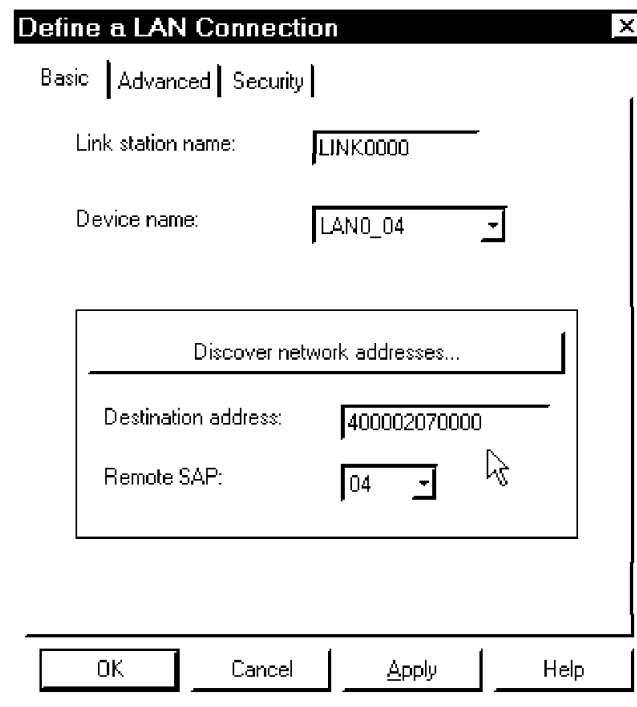 Define a LAN Connection
Basic Advanced Security
Link station name: LINK0000
Device name: LAN0_04
Discover network addresses...
Destination address: 400002070000
Remote SAP: 04
OK Cancel Apply Help